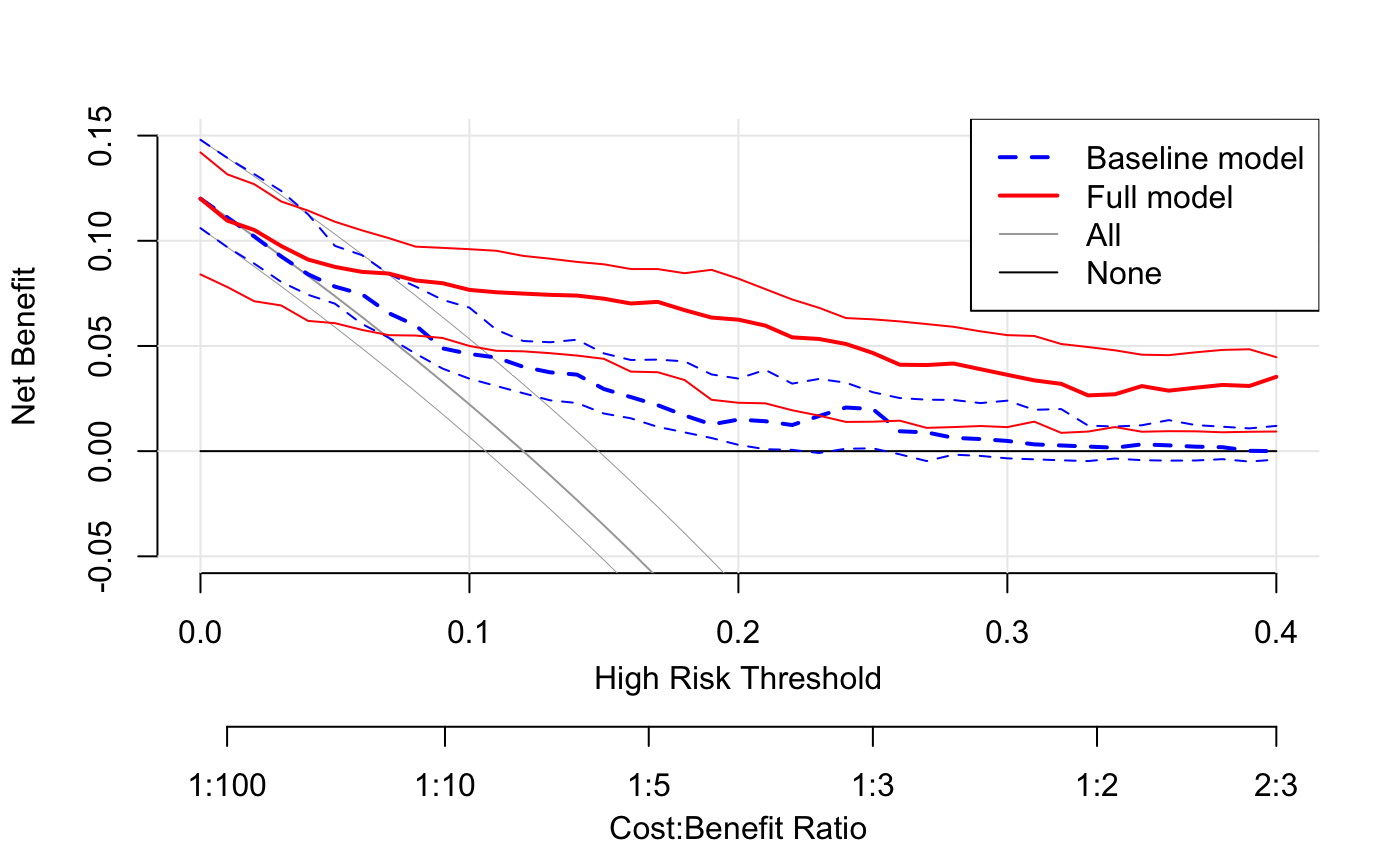 Baseline model
Full model
All
None
Net Benefit
0.15
0.10
0.05
0.00
-0.05
0.0 0.1 0.2 0.3 0.4
High Risk Threshold
1:100 1:10 1:5 1:3 1:2 2:3
Cost:Benefit Ratio